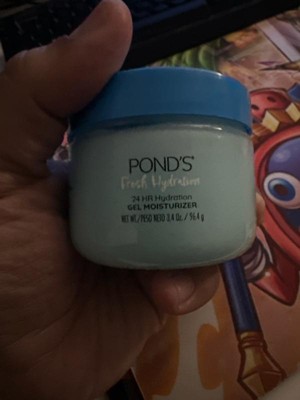 POND'S®
Fresh Hydration
24 HR Hydration
GEL MOISTURIZER
NET WT./PESO NETO 3.4 Oz. / 96.4 g